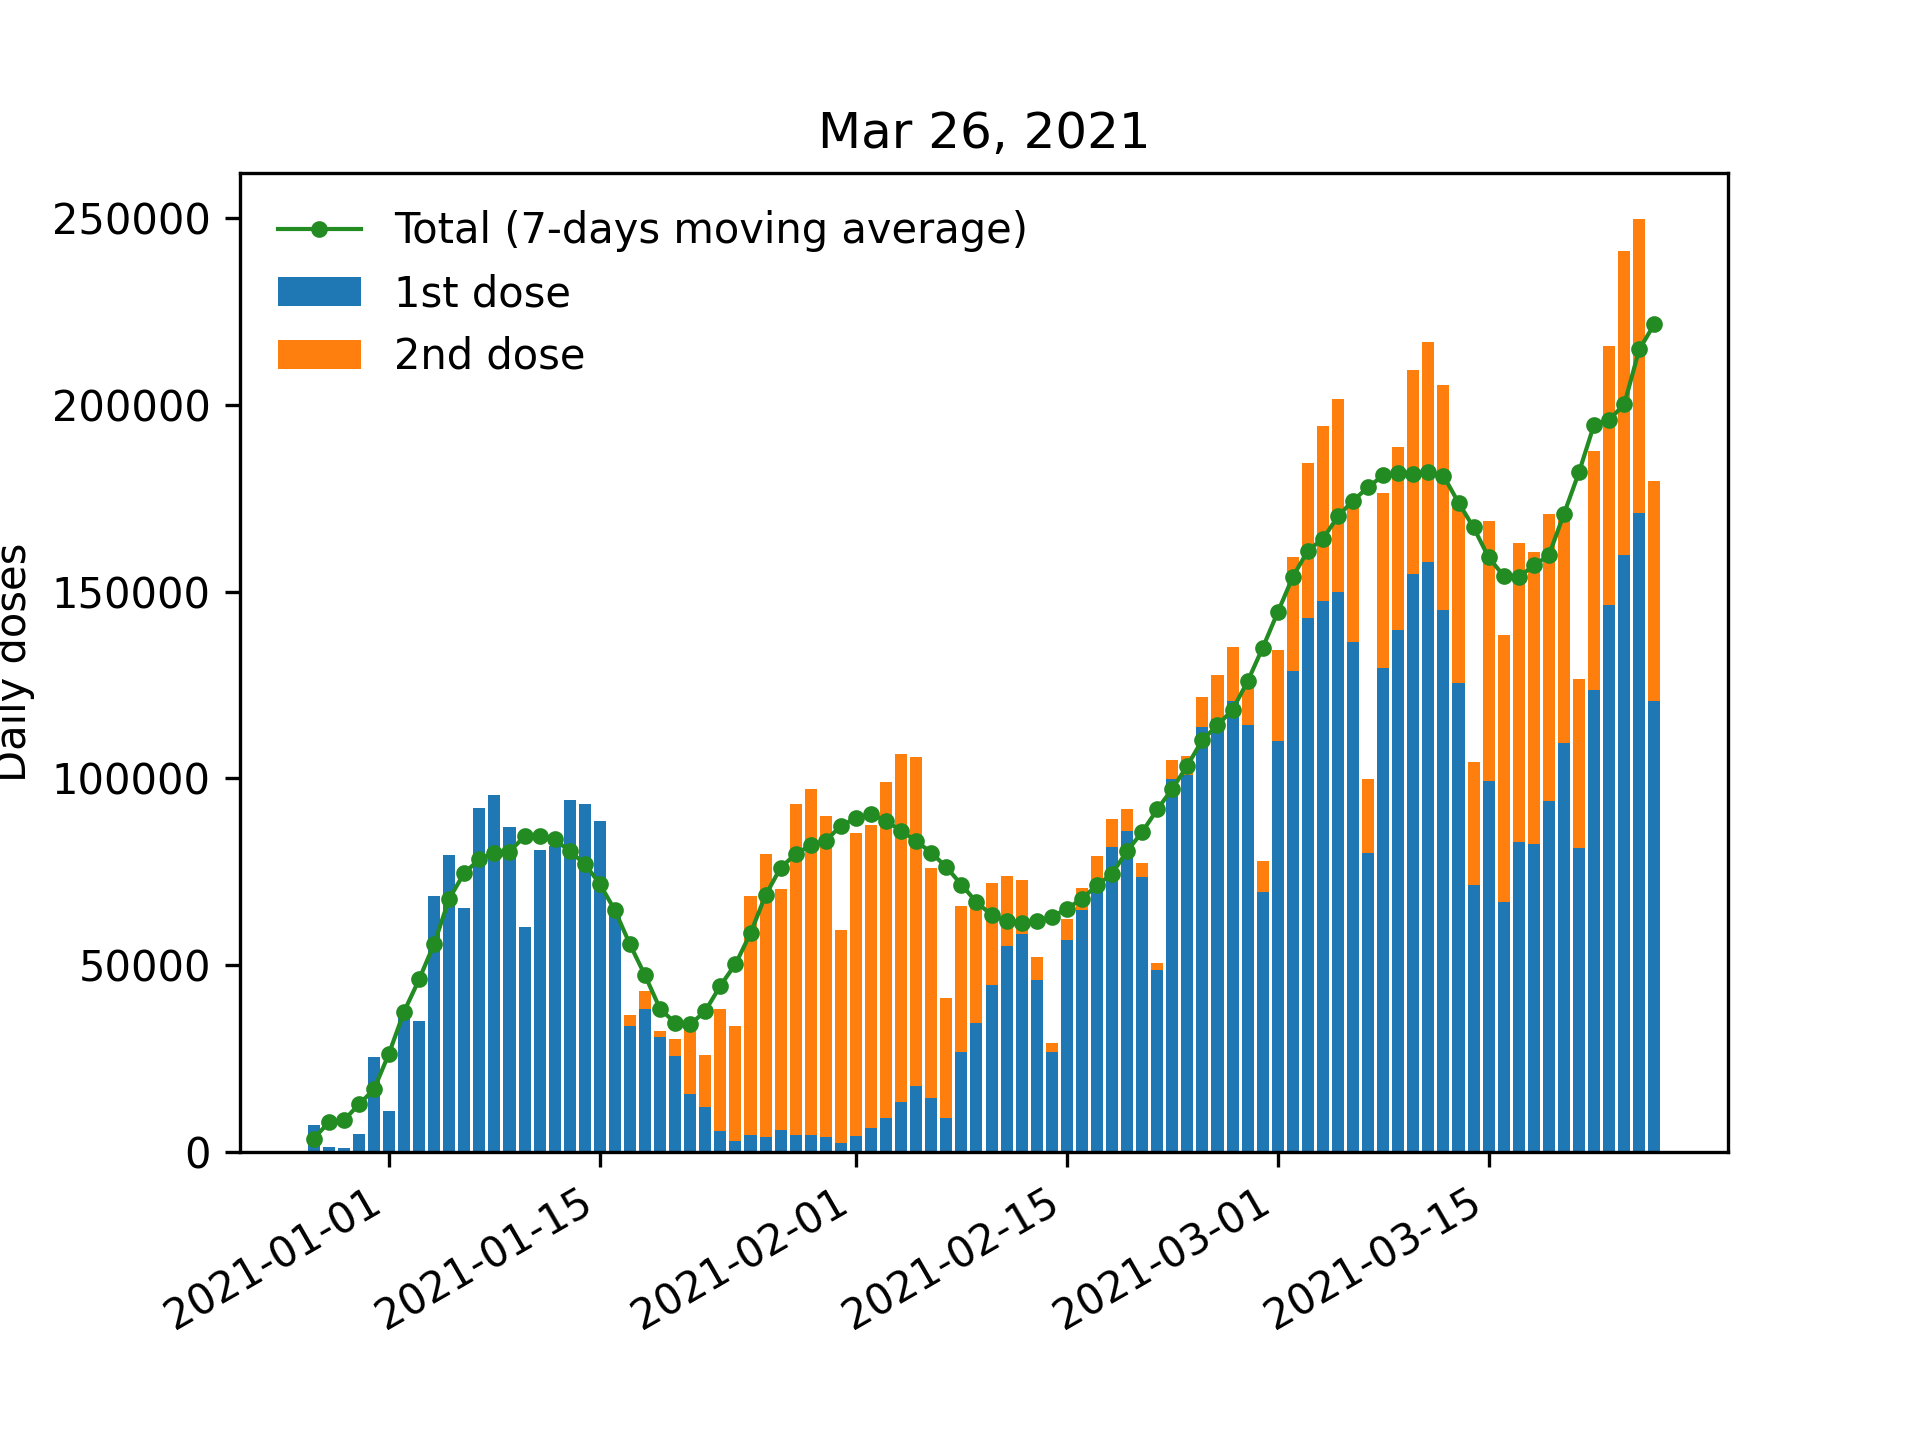 Mar 26, 2021
250000
200000
150000
100000
50000
0
Daily doses
Total (7-days moving average)
1st dose
2nd dose
2021-01-01
2021-01-15
2021-02-01
2021-02-15
2021-03-01
2021-03-15